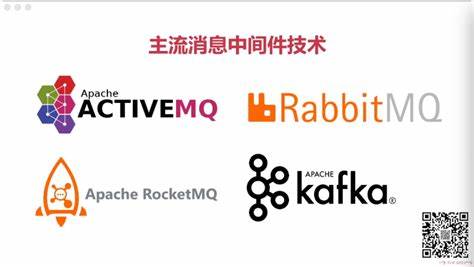 主流消息中间件技术
Apache
ACTIVEMQ
RabbitMQ
Apache RocketMQ
APACHE
kafka®